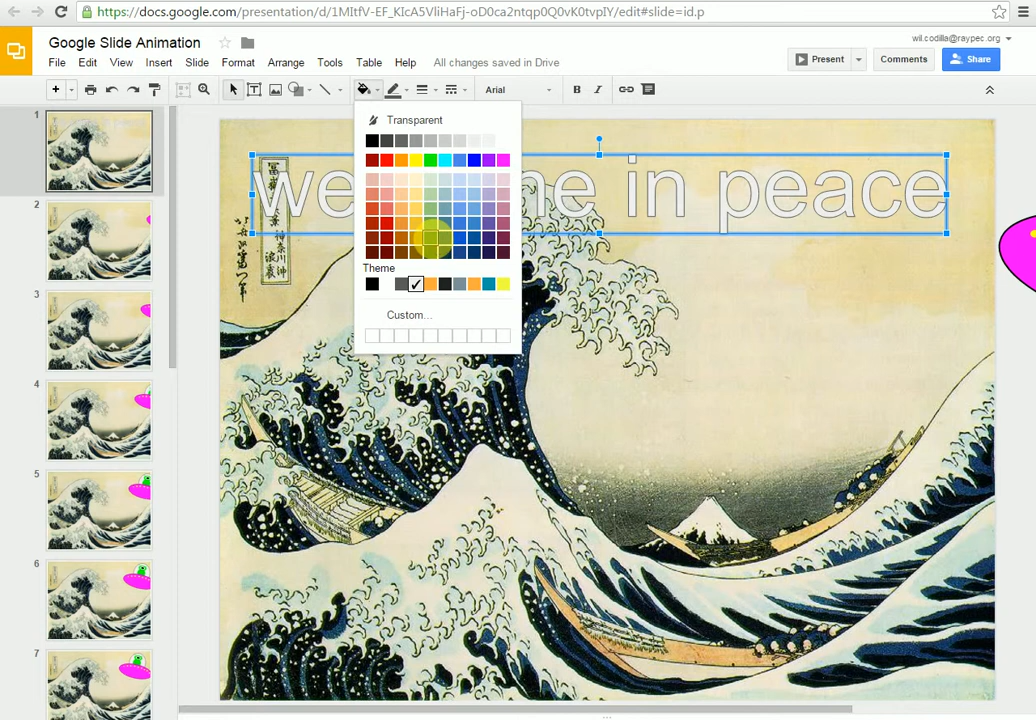 https://docs.google.com/presentation/d/1MItfV-EF_KIcA5VliHaFj-oD0ca2ntqp0Q0vK0tvpIY/edit#slide=id.p
Google Slide Animation
wil.codilla@raypec.org
File Edit View Insert Slide Format Arrange Tools Table Help All changes saved in Drive
Present Comments Share
Arial B I
Transparent
Theme
Custom...
we me in peace
1
2
3
4
5
6
7